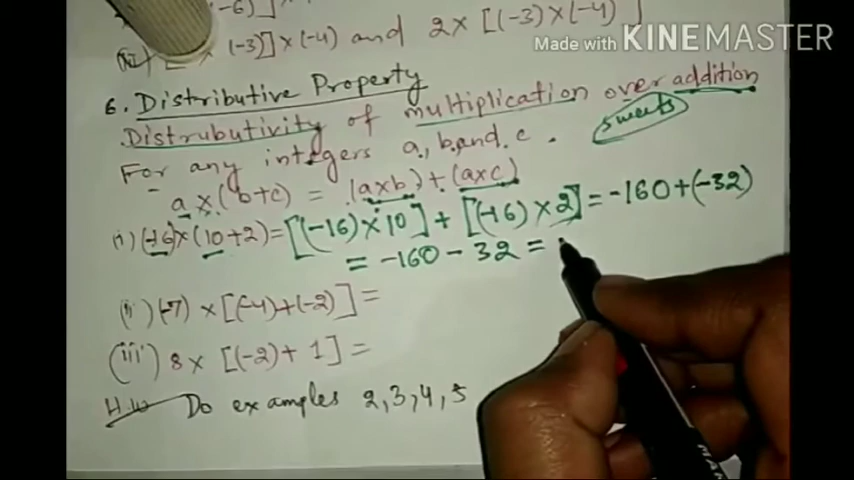 -6)]
(-3)] × (-4) and 2× [(-3)×(-4)]
Made with KINEMASTER
6. Distributive Property
Distrubutivity of multiplication over addition
sweets
For any integers a, b, and. c.
a × (b+c) = (a×b) + (a×c)
(i) (-16)×(10+2)= [(-16)×10] + [(-16)×2] = -160+(-32)
= -160 - 32 =
(ii) (-7) × [(-4)+(-2)] =
(iii) 8 × [(-2)+ 1] =
H.W Do examples 2,3,4,5